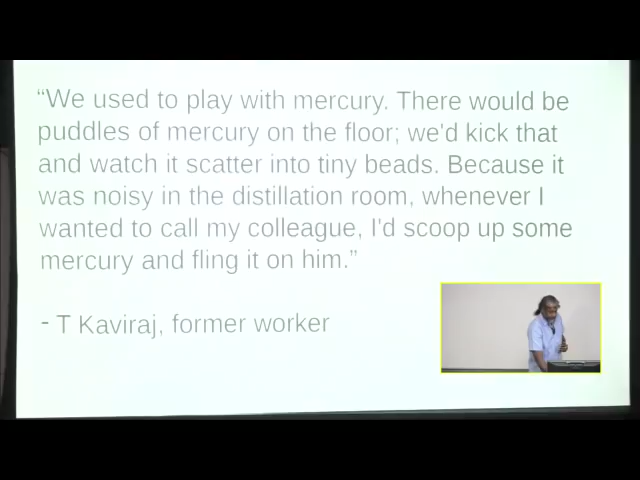 “We used to play with mercury. There would be
puddles of mercury on the floor; we'd kick that
and watch it scatter into tiny beads. Because it
was noisy in the distillation room, whenever I
wanted to call my colleague, I'd scoop up some
mercury and fling it on him.”
- T Kaviraj, former worker